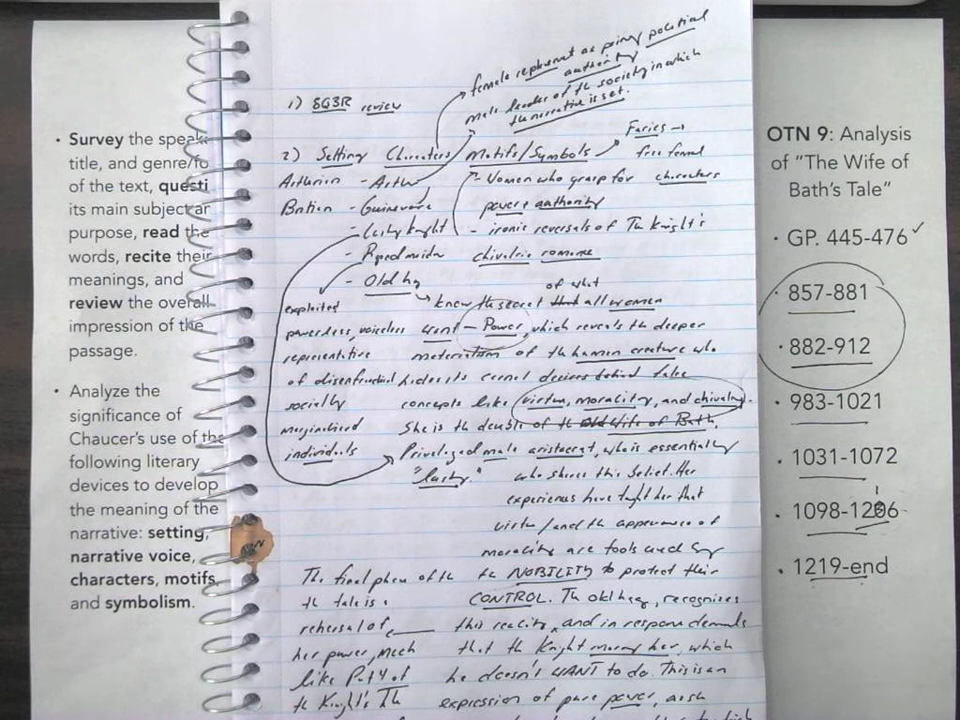 • Survey the speak
title, and genre/fo
of the text, questi
its main subject ar
purpose, read the
words, recite their
meanings, and
review the overall
impression of the
passage.
• Analyze the
significance of
Chaucer's use of the
following literary
devices to develop
the meaning of the
narrative: setting,
narrative voice,
characters, motifs,
and symbolism.
female represent as primary political
authority
male leader of the society in which
the narrative is set.
1) SQ3R review
2) Setting Characters Motifs/Symbols Faries →
free femal
Arthurian - Arthur - Women who grasp for characters
Britian - Guinevere power authority
- Lusty knight - ironic reversals of The Knight's
- Raped maiden chivalric romance
- Old hag
of what
exploited know the secret that all women
powerless, voiceless want - Power, which reveals the deeper
representative materialism of the human creature who
of disenfranchised hides its carnal desires behind false
socially concepts like virtue, morality, and chivalry.
marginalized She is the double of the Old Wife of Bath,
individuals Privileged male aristocrat, who is essentially
"lusty." who shares this belief. Her
experiences have taught her that
virtue/and the appearance of
morality are tools used by
The final phase of the the NOBILITY to protect their
the tale is a CONTROL. The old hag, recognizes
rehersal of this reality, and in response demands
her power, much that the Knight marry her, which
like Part 4 of he doesn't WANT to do. This is an
the Knight's The expression of pure power, as
OTN 9: Analysis
of "The Wife of
Bath's Tale"
• GP. 445-476 ✓
• 857-881
• 882-912
• 983-1021
• 1031-1072
• 1098-1206
• 1219-end